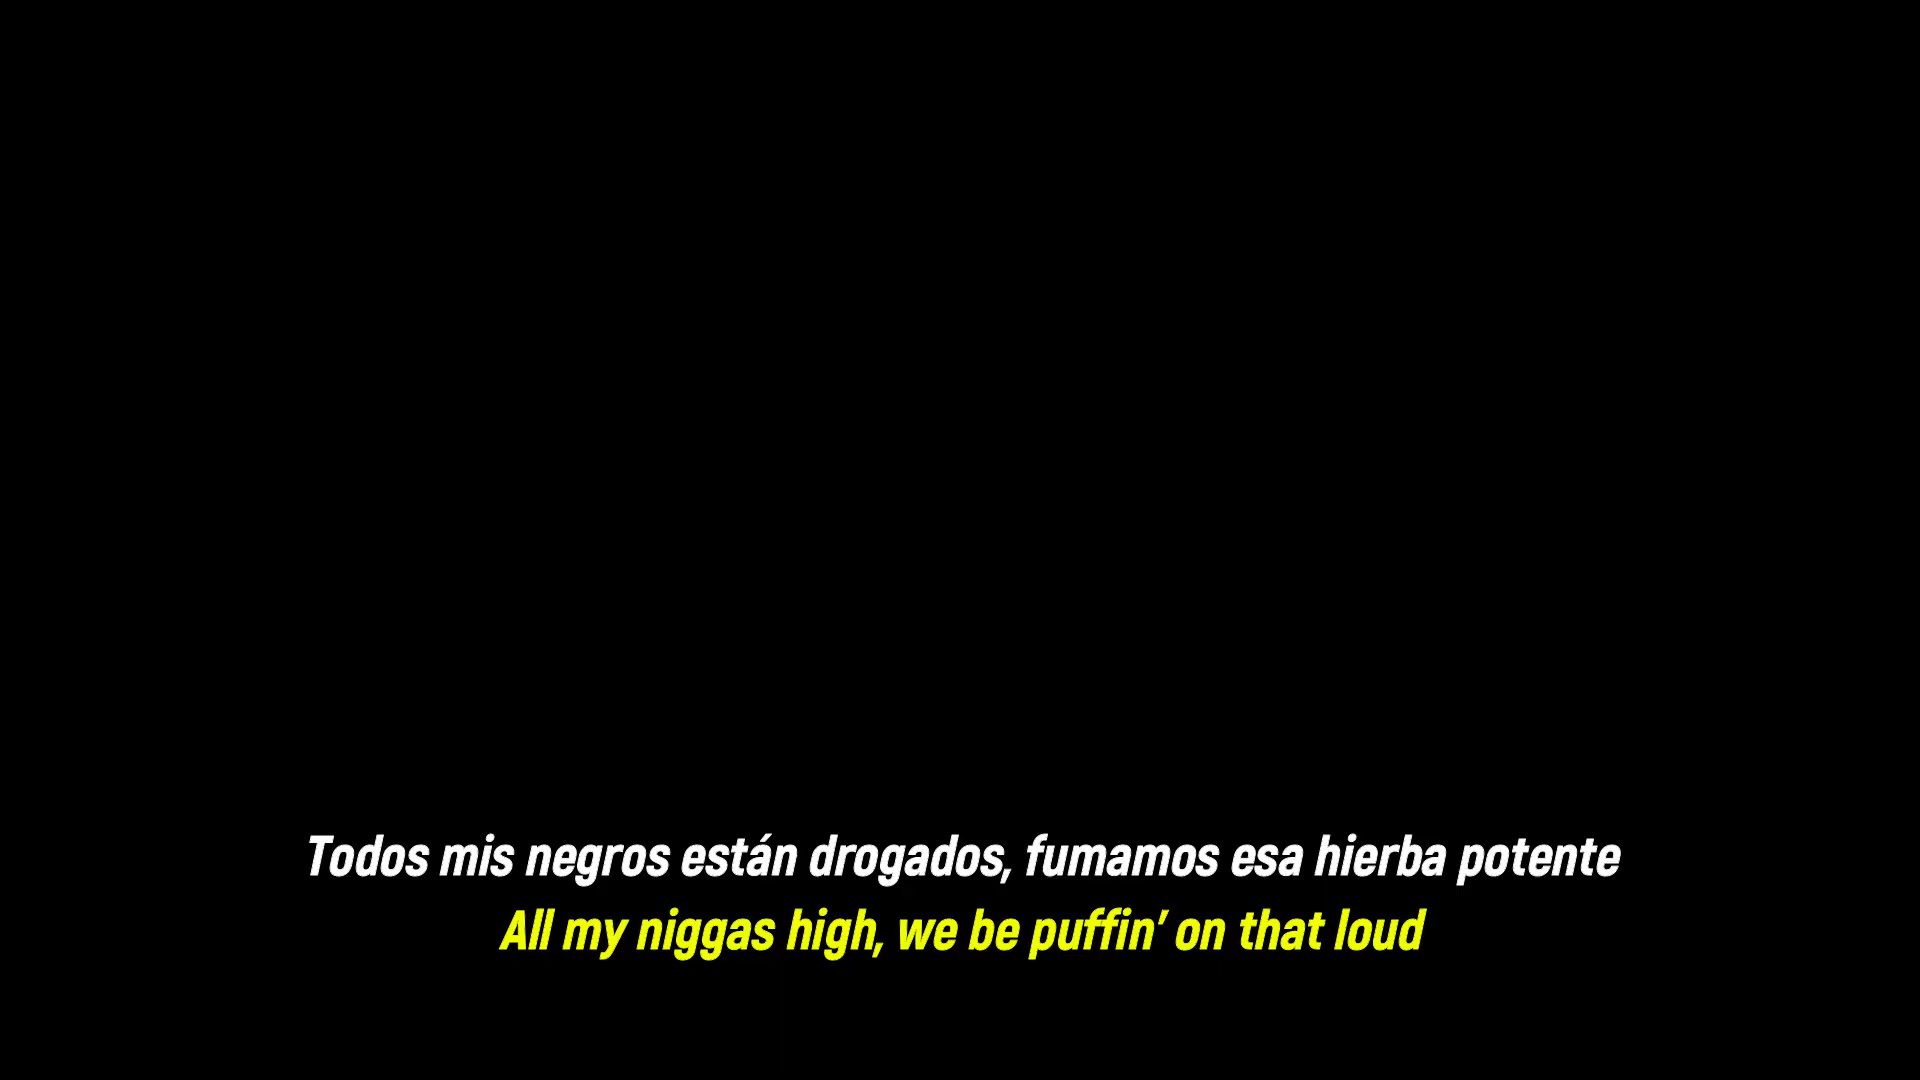 Todos mis negros están drogados, fumamos esa hierba potente
All my niggas high, we be puffin’ on that loud